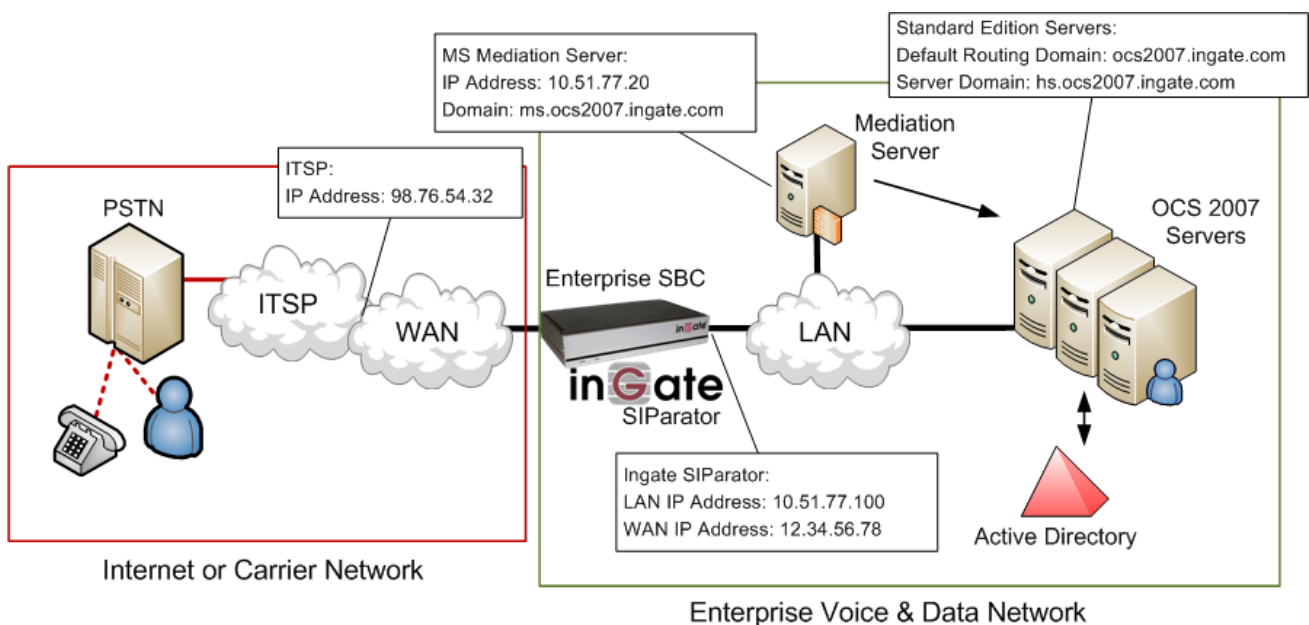 MS Mediation Server:
IP Address: 10.51.77.20
Domain: ms.ocs2007.ingate.com
Standard Edition Servers:
Default Routing Domain: ocs2007.ingate.com
Server Domain: hs.ocs2007.ingate.com
Mediation
Server
ITSP:
IP Address: 98.76.54.32
PSTN
OCS 2007
Servers
Enterprise SBC
ITSP
WAN
inGate
LAN
inGate
SIParator
Ingate SIParator:
LAN IP Address: 10.51.77.100
WAN IP Address: 12.34.56.78
Active Directory
Internet or Carrier Network
Enterprise Voice & Data Network